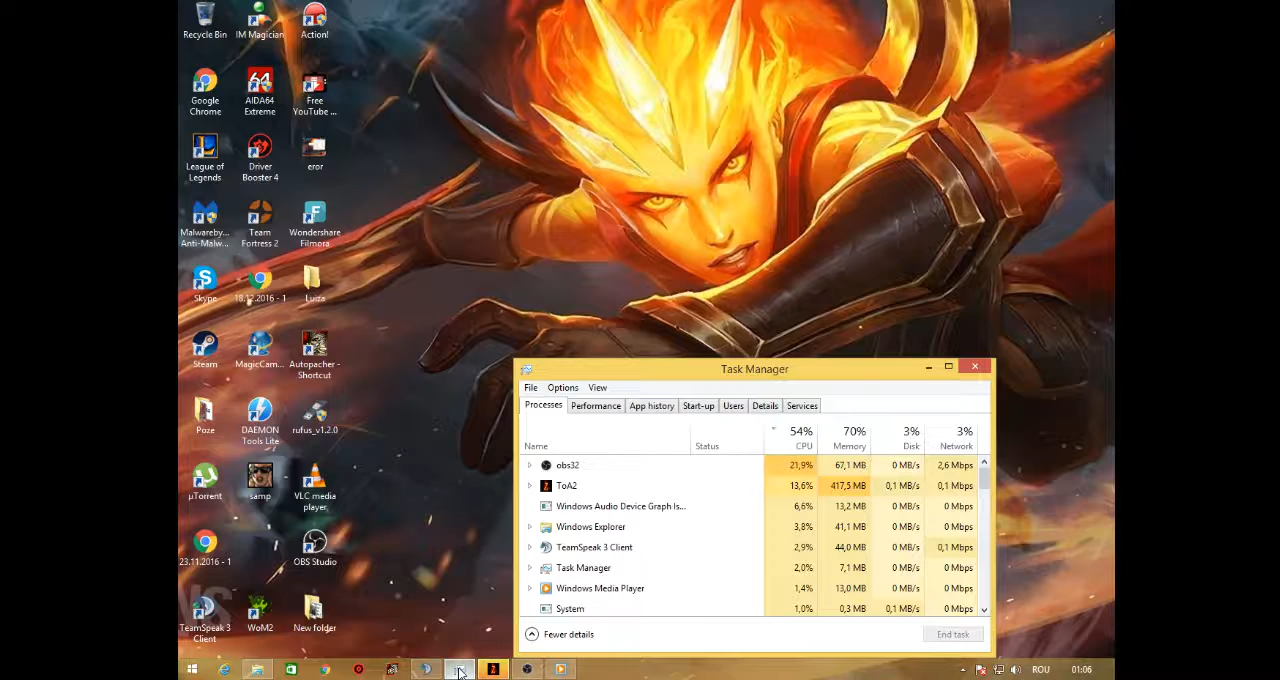 Recycle Bin
IM Magician
Action!
Google
Chrome
AIDA64
Extreme
Free
YouTube ...
League of
Legends
Driver
Booster 4
eror
Malwareby...
Anti-Malw...
Team
Fortress 2
Wondershare
Filmora
Skype
18.12.2016 - 1
Luiza
Steam
MagicCam...
Autopacher -
Shortcut
Poze
DAEMON
Tools Lite
rufus_v1.2.0
µTorrent
samp
VLC media
player
23.11.2016 - 1
OBS Studio
TeamSpeak 3
Client
WoM2
New folder
64
Task Manager
File Options View
Processes Performance App history Start-up Users Details Services
54% 70% 3% 3%
Name Status CPU Memory Disk Network
obs32 21,9% 67,1 MB 0 MB/s 2,6 Mbps
ToA2 13,6% 417,5 MB 0,1 MB/s 0,1 Mbps
Windows Audio Device Graph Is... 6,6% 13,2 MB 0 MB/s 0 Mbps
Windows Explorer 3,8% 41,1 MB 0 MB/s 0 Mbps
TeamSpeak 3 Client 2,9% 44,0 MB 0 MB/s 0,1 Mbps
Task Manager 2,0% 7,1 MB 0 MB/s 0 Mbps
Windows Media Player 1,4% 13,0 MB 0 MB/s 0 Mbps
System 1,0% 0,3 MB 0,1 MB/s 0 Mbps
Fewer details
End task
ROU 01:06